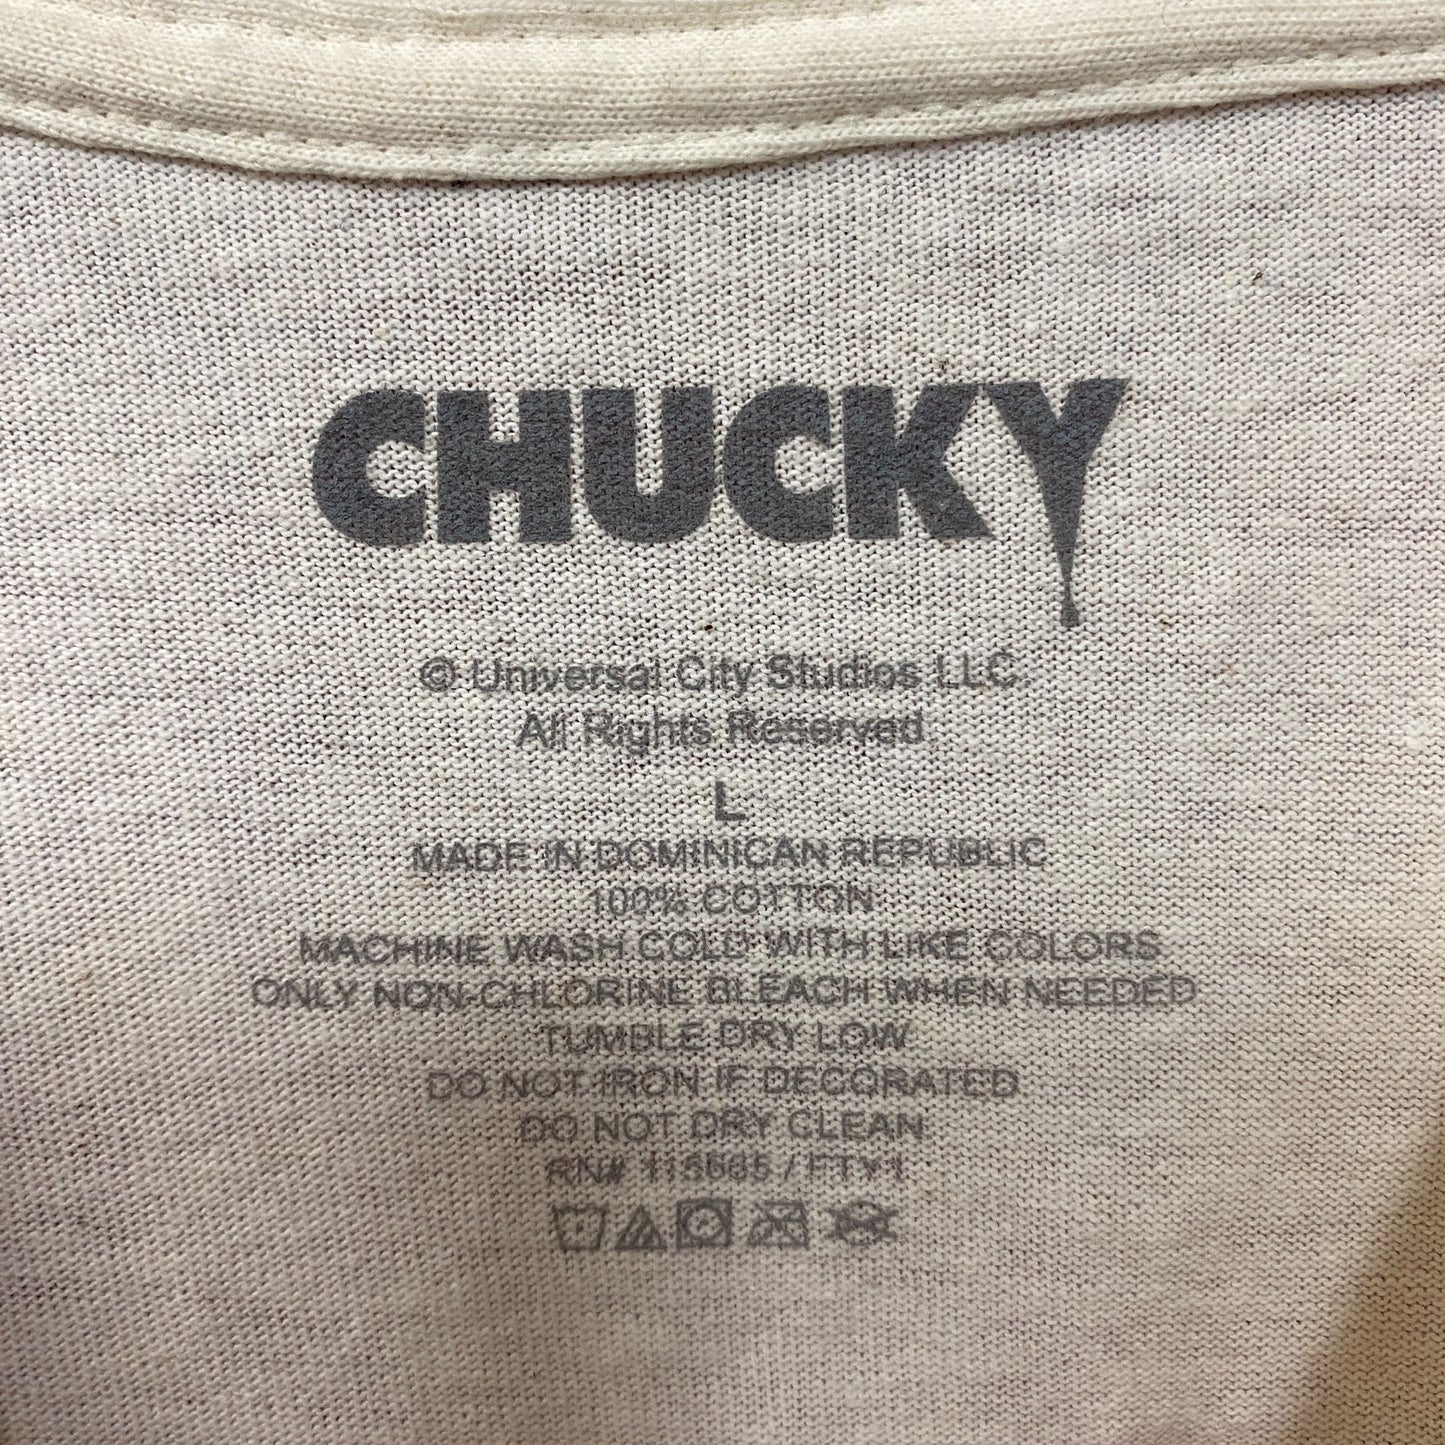 CHUCKY
© Universal City Studios LLC.
All Rights Reserved
L
MADE IN DOMINICAN REPUBLIC
100% COTTON
MACHINE WASH COLD WITH LIKE COLORS
ONLY NON-CHLORINE BLEACH WHEN NEEDED
TUMBLE DRY LOW
DO NOT IRON IF DECORATED
DO NOT DRY CLEAN
RN# / FTY1